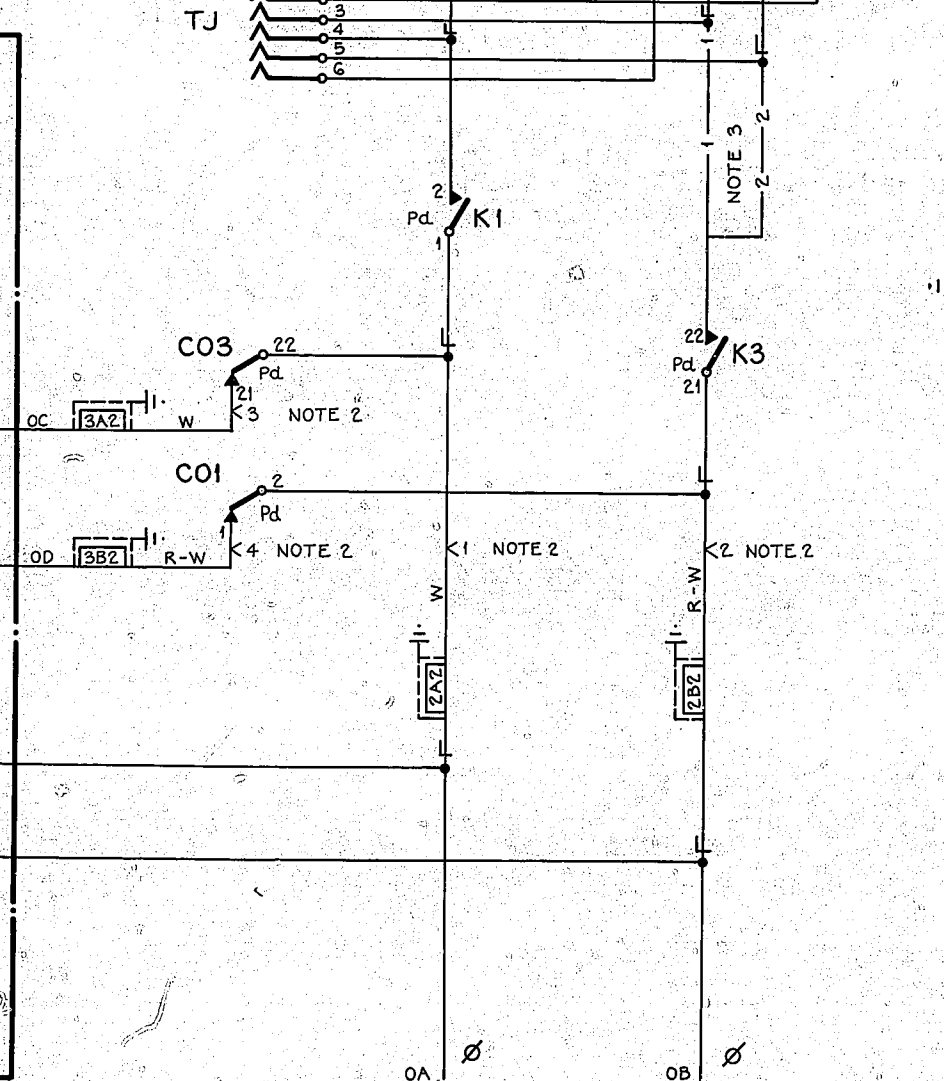 3
TJ
4
5
6
1
2
NOTE 3
1
2
2
Pd
K1
1
22
Pd
K3
21
CO3
22
Pd
21
3
NOTE 2
OC
3A2
W
CO1
2
Pd
1
4
NOTE 2
OD
3B2
R-W
1
NOTE 2
2
NOTE 2
W
R-W
2A2
2B2
OA
Ø
OB
Ø